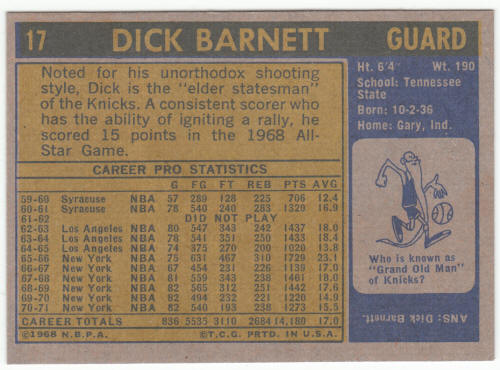 17 DICK BARNETT GUARD
Noted for his unorthodox shooting
style, Dick is the "elder statesman"
of the Knicks. A consistent scorer who
has the ability of igniting a rally, he
scored 15 points in the 1968 All-
Star Game.
Ht. 6'4" Wt. 190
School: Tennessee
State
Born: 10-2-36
Home: Gary, Ind.
CAREER PRO STATISTICS
G FG FT REB PTS AVG
59-60 Syracuse NBA 57 289 128 225 706 12.4
60-61 Syracuse NBA 78 540 240 283 1320 16.9
61-62 DID NOT PLAY
62-63 Los Angeles NBA 80 547 343 242 1437 18.0
63-64 Los Angeles NBA 78 541 351 250 1433 18.4
64-65 Los Angeles NBA 74 375 270 200 1020 13.8
65-66 New York NBA 75 631 467 310 1729 23.1
66-67 New York NBA 67 454 231 226 1139 17.0
67-68 New York NBA 81 559 343 238 1461 18.0
68-69 New York NBA 82 565 312 251 1442 17.6
69-70 New York NBA 82 494 232 221 1220 14.9
70-71 New York NBA 82 540 193 238 1273 15.5
CAREER TOTALS 836 5535 3110 2684 14,180 17.0
©1968 N.B.P.A. ©T.C.G. PRTD. IN U.S.A.
Who is known as
"Grand Old Man"
of Knicks?
ANS: Dick Barnett.